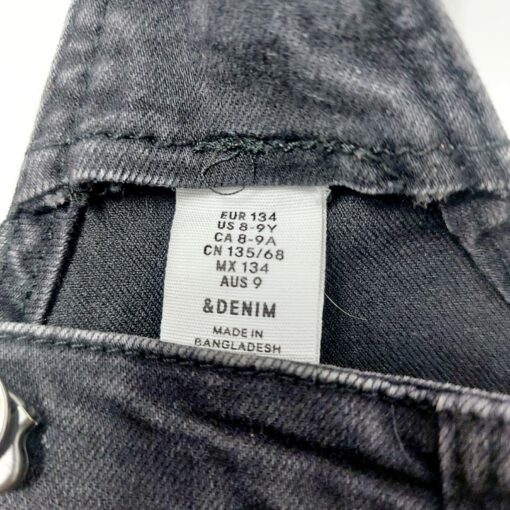 EUR 134
US 8-9Y
CA 8-9A
CN 135/68
MX 134
AUS 9
&DENIM
MADE IN
BANGLADESH